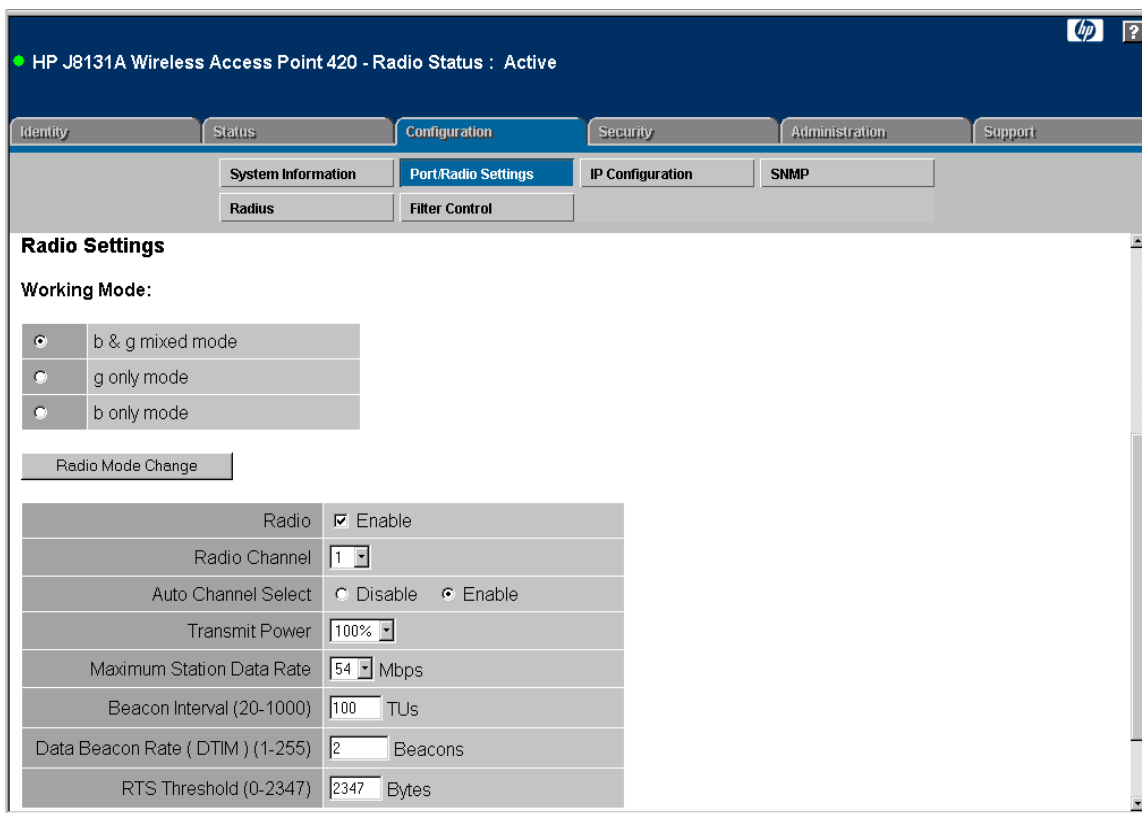 hp ?
HP J8131A Wireless Access Point 420 - Radio Status : Active
Identity Status Configuration Security Administration Support
System Information Port/Radio Settings IP Configuration SNMP
Radius Filter Control
Radio Settings
Working Mode:
b & g mixed mode
g only mode
b only mode
Radio Mode Change
Radio Enable
Radio Channel 1
Auto Channel Select Disable Enable
Transmit Power 100%
Maximum Station Data Rate 54 Mbps
Beacon Interval (20-1000) 100 TUs
Data Beacon Rate ( DTIM ) (1-255) 2 Beacons
RTS Threshold (0-2347) 2347 Bytes